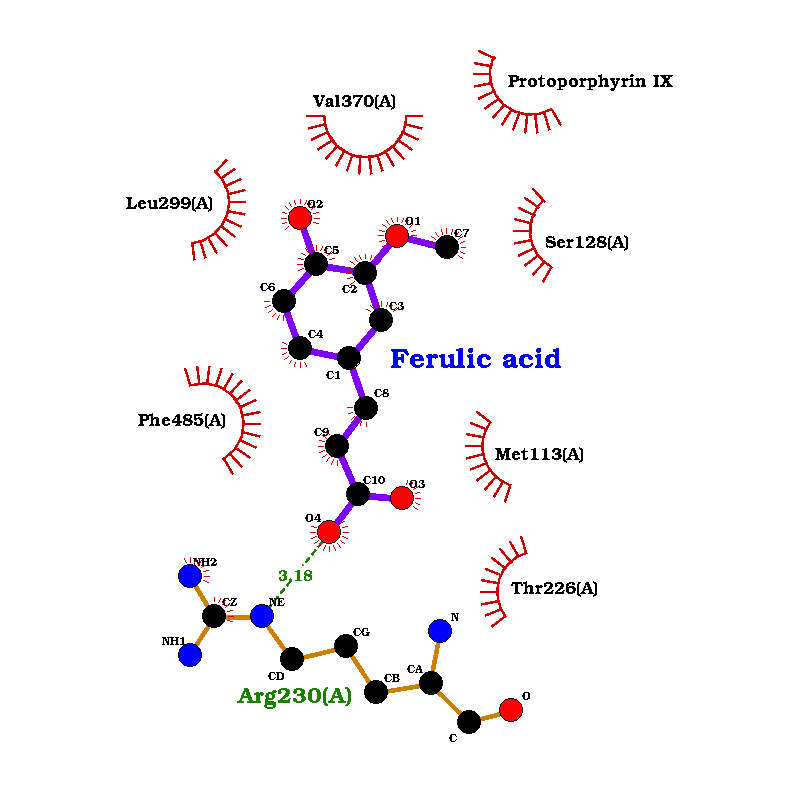 Protoporphyrin IX
Val370(A)
Leu299(A)
O2
O1
C7
Ser128(A)
C5
C2
C6
C3
C4
Ferulic acid
C1
C8
Phe485(A)
C9
Met113(A)
C10
O3
O4
NH2
3.18
Thr226(A)
CZ
NE
N
NH1
CG
CD
CA
CB
Arg230(A)
O
C